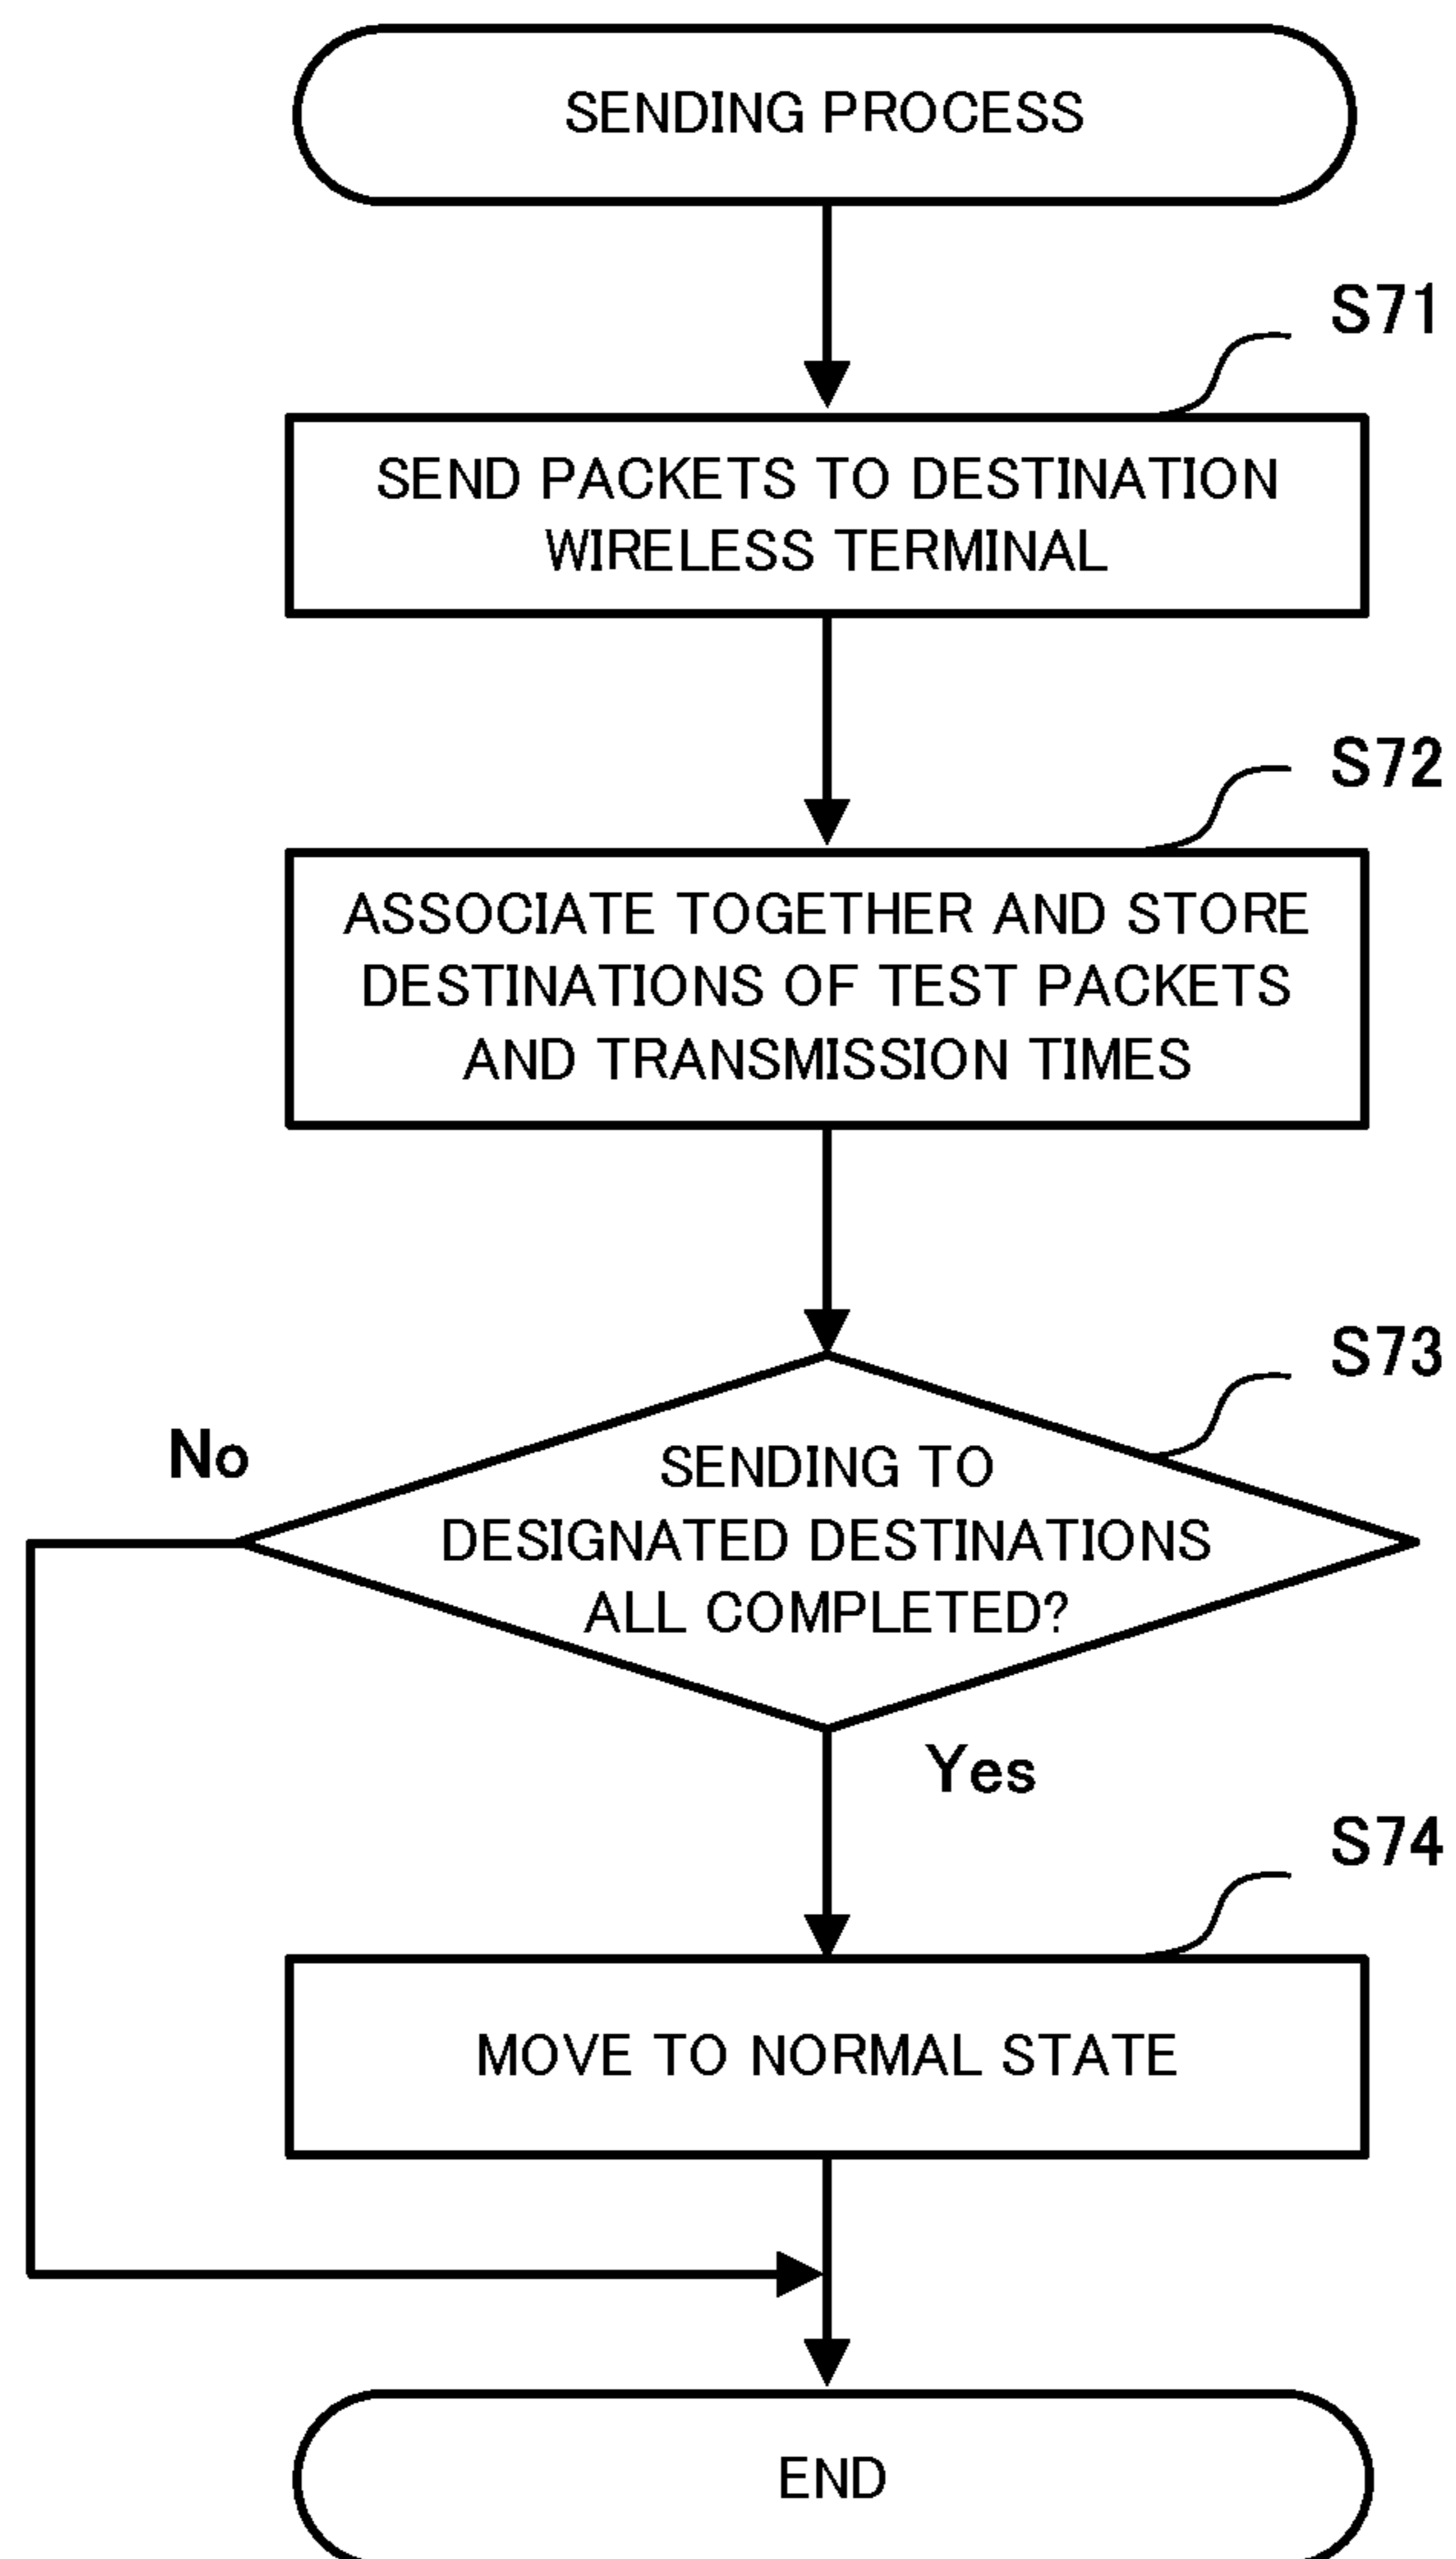 SENDING PROCESS
S71
SEND PACKETS TO DESTINATION
WIRELESS TERMINAL
S72
ASSOCIATE TOGETHER AND STORE
DESTINATIONS OF TEST PACKETS
AND TRANSMISSION TIMES
S73
No
SENDING TO
DESIGNATED DESTINATIONS
ALL COMPLETED?
Yes
S74
MOVE TO NORMAL STATE
END